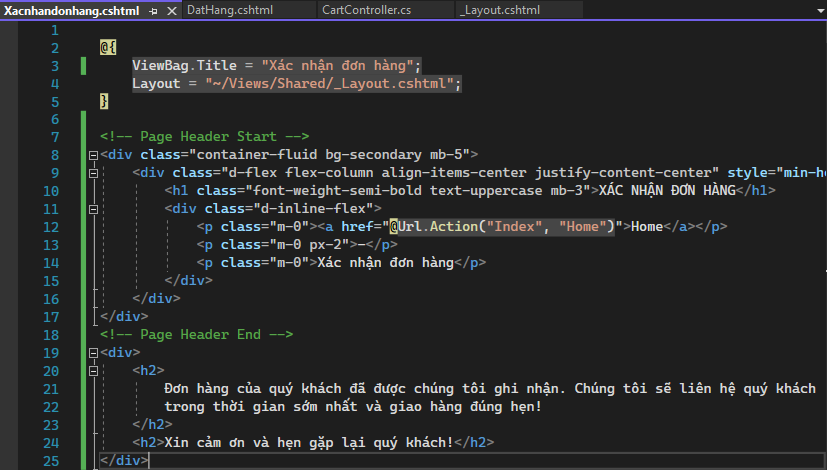 Xacnhandonhang.cshtml DatHang.cshtml CartController.cs _Layout.cshtml
1
2 @{
3 ViewBag.Title = "Xác nhận đơn hàng";
4 Layout = "~/Views/Shared/_Layout.cshtml";
5 }
6
7 <!-- Page Header Start -->
8 <div class="container-fluid bg-secondary mb-5">
9 <div class="d-flex flex-column align-items-center justify-content-center" style="min-he
10 <h1 class="font-weight-semi-bold text-uppercase mb-3">XÁC NHẬN ĐƠN HÀNG</h1>
11 <div class="d-inline-flex">
12 <p class="m-0"><a href="@Url.Action("Index", "Home")">Home</a></p>
13 <p class="m-0 px-2">-</p>
14 <p class="m-0">Xác nhận đơn hàng</p>
15 </div>
16 </div>
17 </div>
18 <!-- Page Header End -->
19 <div>
20 <h2>
21 Đơn hàng của quý khách đã được chúng tôi ghi nhận. Chúng tôi sẽ liên hệ quý khách
22 trong thời gian sớm nhất và giao hàng đúng hẹn!
23 </h2>
24 <h2>Xin cảm ơn và hẹn gặp lại quý khách!</h2>
25 </div>